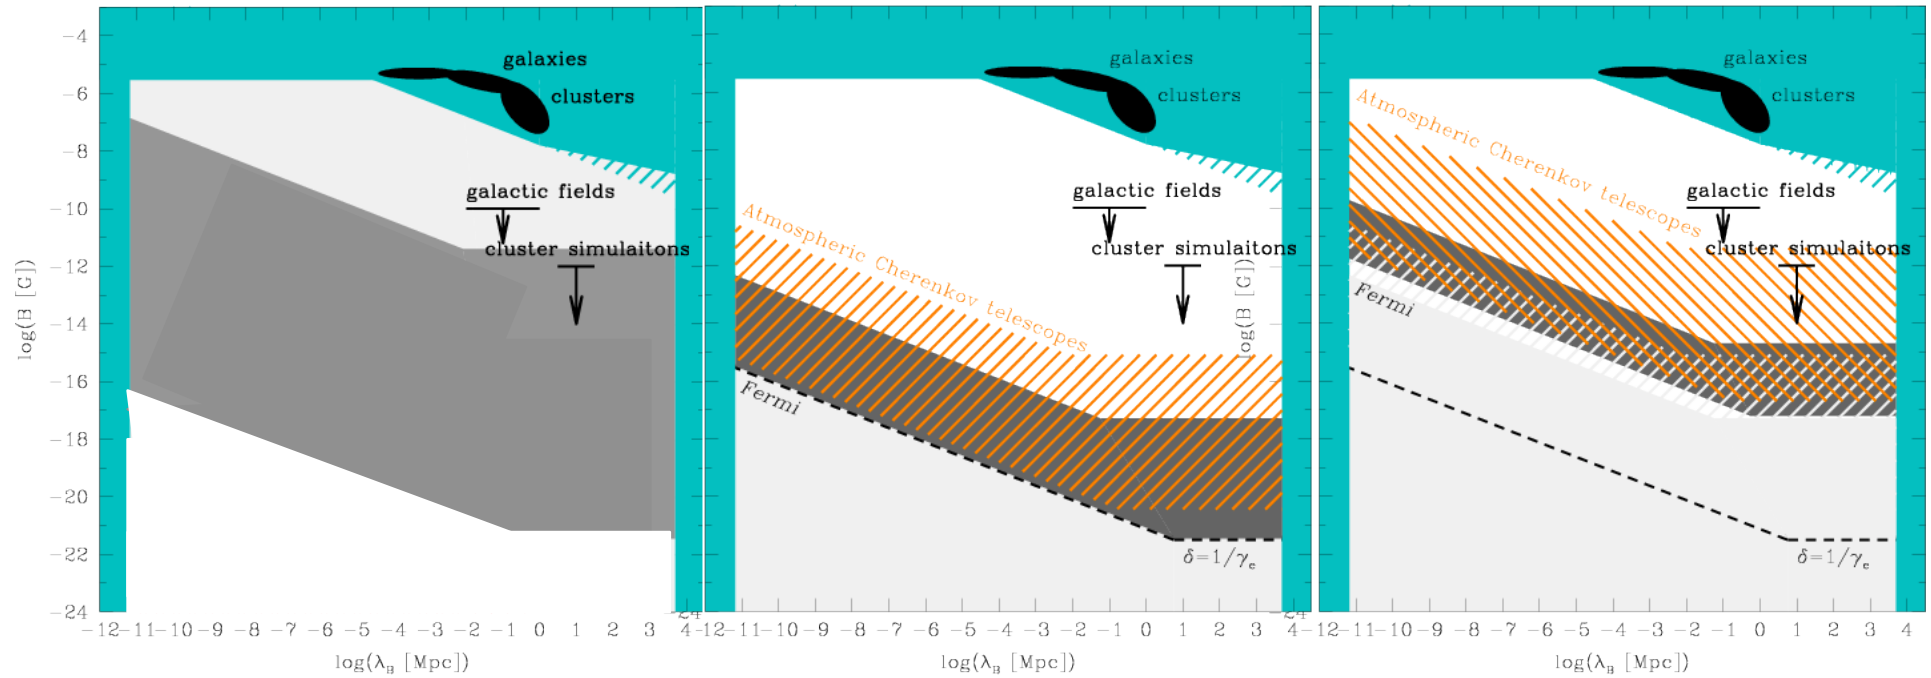 galaxies
clusters
galactic fields
cluster simulaitons
log(B [G])
-4
-6
-8
-10
-12
-14
-16
-18
-20
-22
-24
-12 -11 -10 -9 -8 -7 -6 -5 -4 -3 -2 -1 0 1 2 3 4
log(λ_B [Mpc])
galaxies
clusters
galactic fields
cluster simulaitons
Atmospheric Cherenkov telescopes
Fermi
δ=1/γ_e
log(B [G])
-24
-12 -11 -10 -9 -8 -7 -6 -5 -4 -3 -2 -1 0 1 2 3 4
log(λ_B [Mpc])
galaxies
clusters
Atmospheric Cherenkov telescopes
galactic fields
cluster simulaitons
Fermi
δ=1/γ_e
-24
-12 -11 -10 -9 -8 -7 -6 -5 -4 -3 -2 -1 0 1 2 3 4
log(λ_B [Mpc])